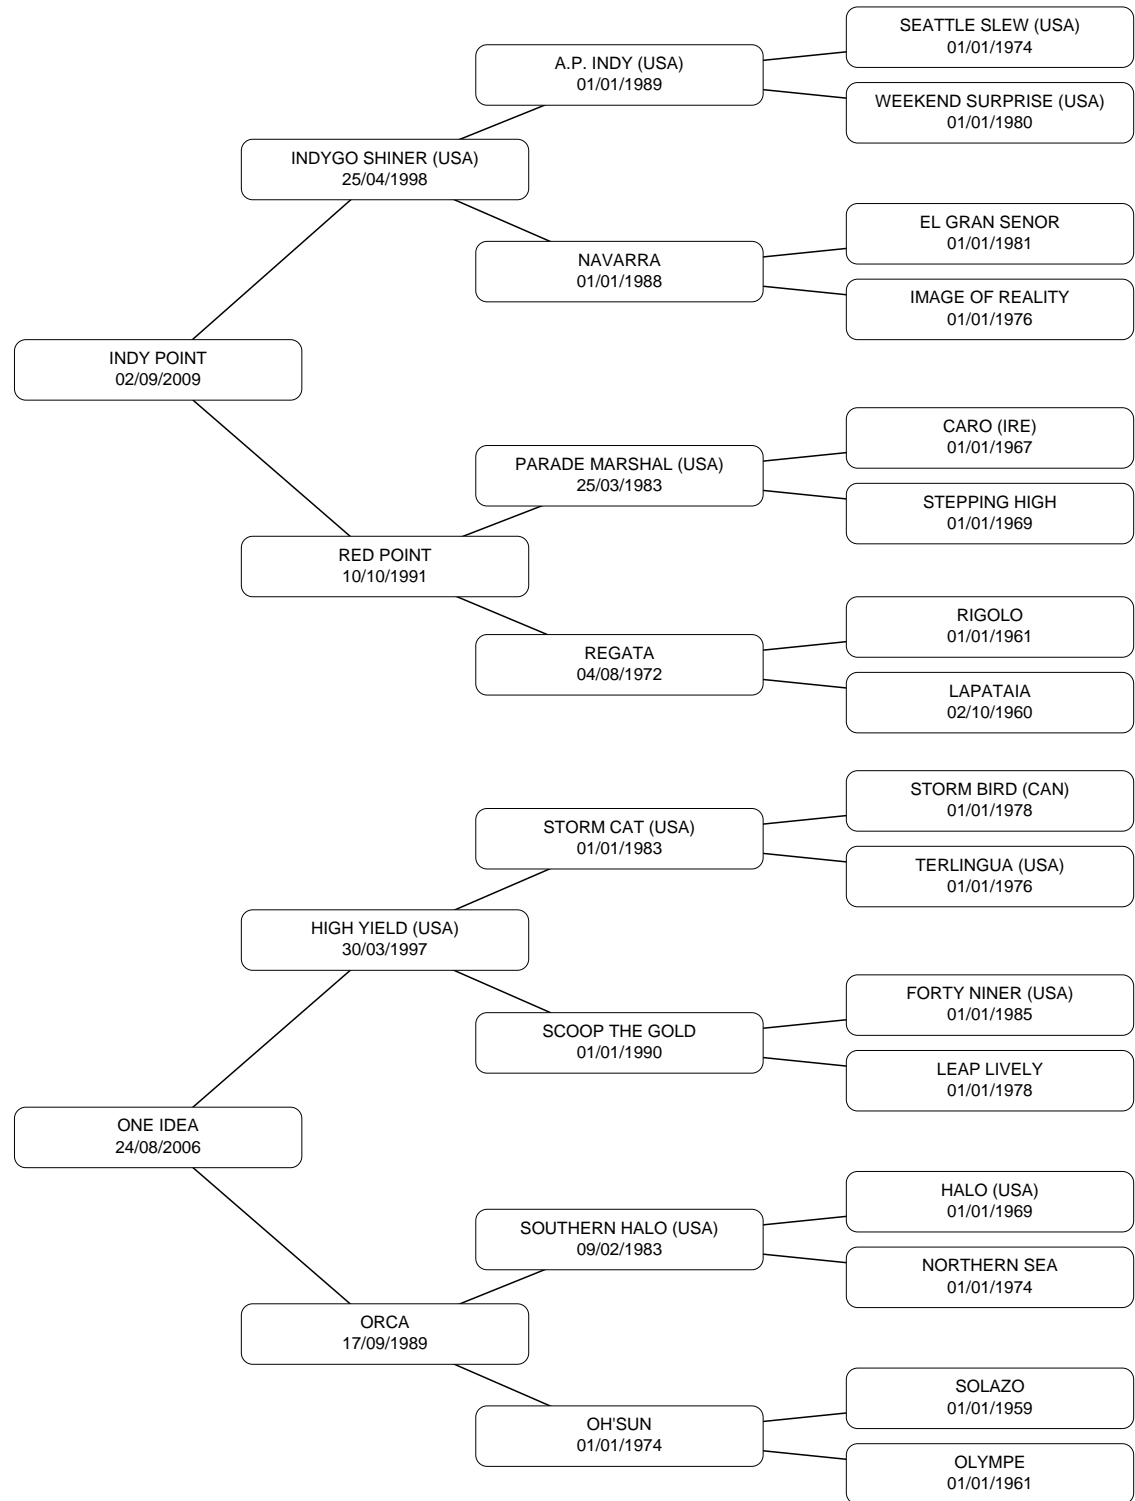 SEATTLE SLEW (USA)
01/01/1974
A.P. INDY (USA)
01/01/1989
WEEKEND SURPRISE (USA)
01/01/1980
INDYGO SHINER (USA)
25/04/1998
EL GRAN SENOR
01/01/1981
NAVARRA
01/01/1988
IMAGE OF REALITY
01/01/1976
INDY POINT
02/09/2009
CARO (IRE)
01/01/1967
PARADE MARSHAL (USA)
25/03/1983
STEPPING HIGH
01/01/1969
RED POINT
10/10/1991
RIGOLO
01/01/1961
REGATA
04/08/1972
LAPATAIA
02/10/1960
STORM BIRD (CAN)
01/01/1978
STORM CAT (USA)
01/01/1983
TERLINGUA (USA)
01/01/1976
HIGH YIELD (USA)
30/03/1997
FORTY NINER (USA)
01/01/1985
SCOOP THE GOLD
01/01/1990
LEAP LIVELY
01/01/1978
ONE IDEA
24/08/2006
HALO (USA)
01/01/1969
SOUTHERN HALO (USA)
09/02/1983
NORTHERN SEA
01/01/1974
ORCA
17/09/1989
SOLAZO
01/01/1959
OH'SUN
01/01/1974
OLYMPE
01/01/1961